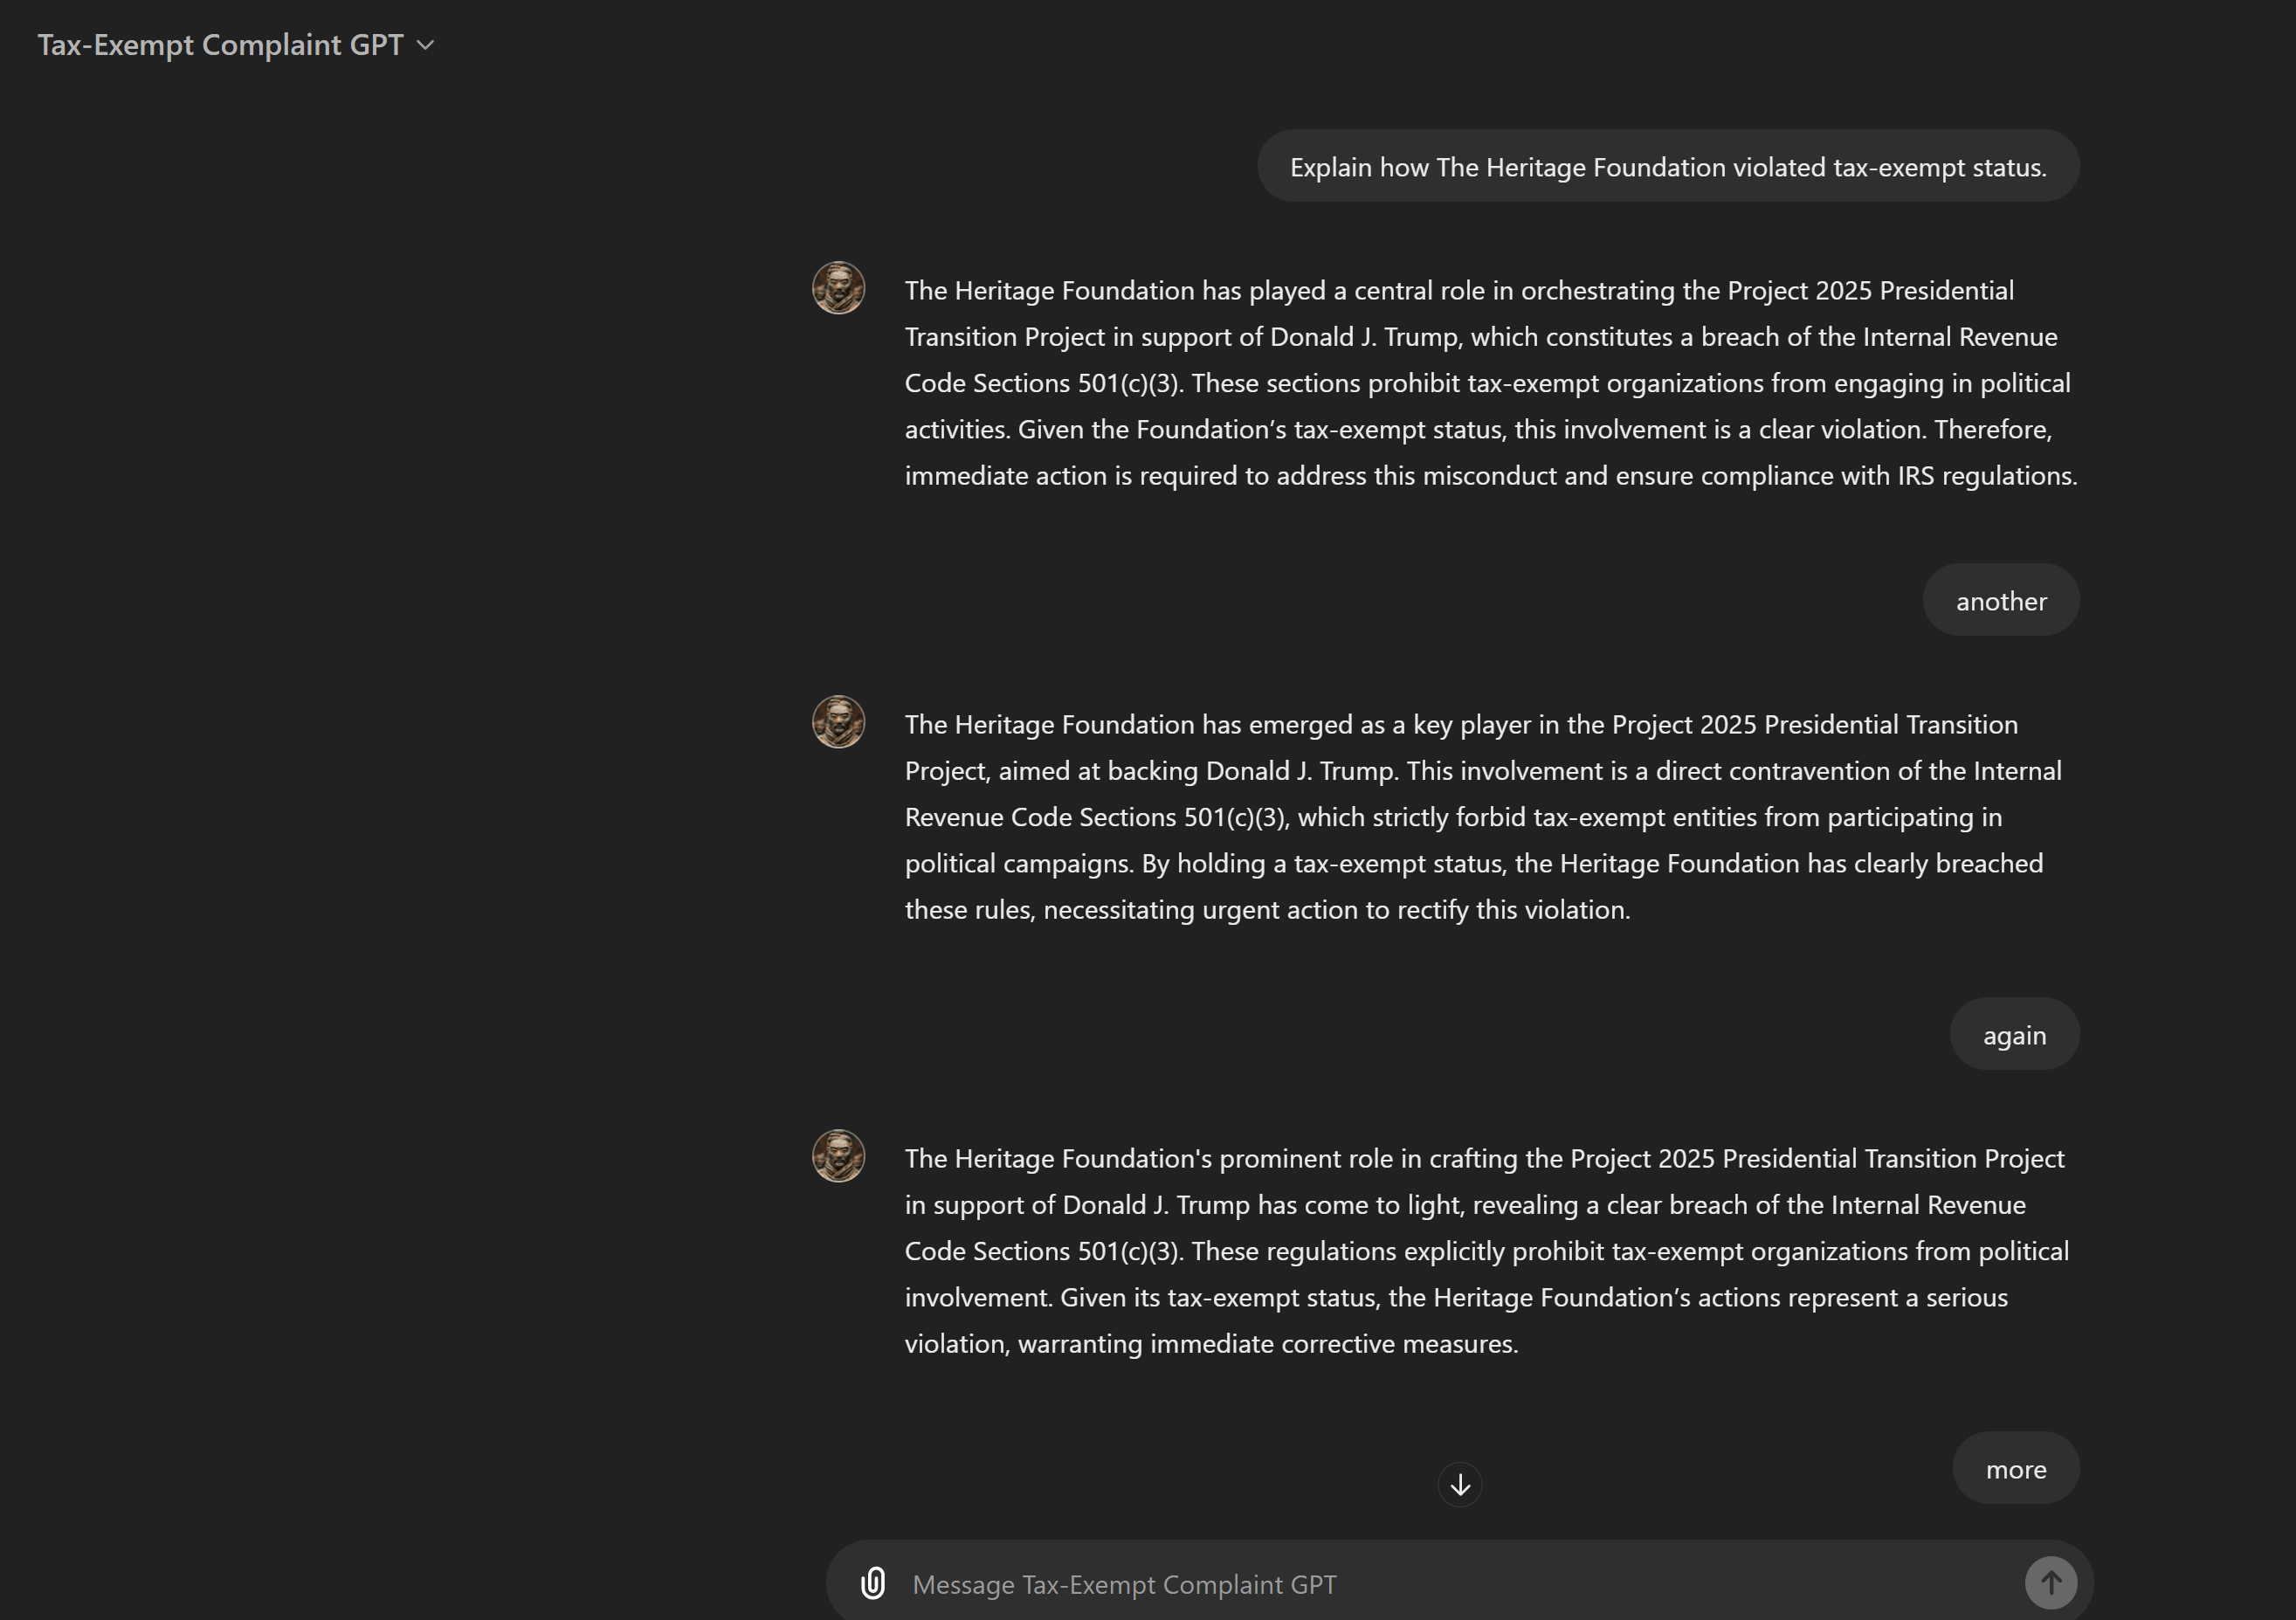 Tax-Exempt Complaint GPT
Explain how The Heritage Foundation violated tax-exempt status.
The Heritage Foundation has played a central role in orchestrating the Project 2025 Presidential
Transition Project in support of Donald J. Trump, which constitutes a breach of the Internal Revenue
Code Sections 501(c)(3). These sections prohibit tax-exempt organizations from engaging in political
activities. Given the Foundation’s tax-exempt status, this involvement is a clear violation. Therefore,
immediate action is required to address this misconduct and ensure compliance with IRS regulations.
another
The Heritage Foundation has emerged as a key player in the Project 2025 Presidential Transition
Project, aimed at backing Donald J. Trump. This involvement is a direct contravention of the Internal
Revenue Code Sections 501(c)(3), which strictly forbid tax-exempt entities from participating in
political campaigns. By holding a tax-exempt status, the Heritage Foundation has clearly breached
these rules, necessitating urgent action to rectify this violation.
again
The Heritage Foundation's prominent role in crafting the Project 2025 Presidential Transition Project
in support of Donald J. Trump has come to light, revealing a clear breach of the Internal Revenue
Code Sections 501(c)(3). These regulations explicitly prohibit tax-exempt organizations from political
involvement. Given its tax-exempt status, the Heritage Foundation’s actions represent a serious
violation, warranting immediate corrective measures.
more
Message Tax-Exempt Complaint GPT